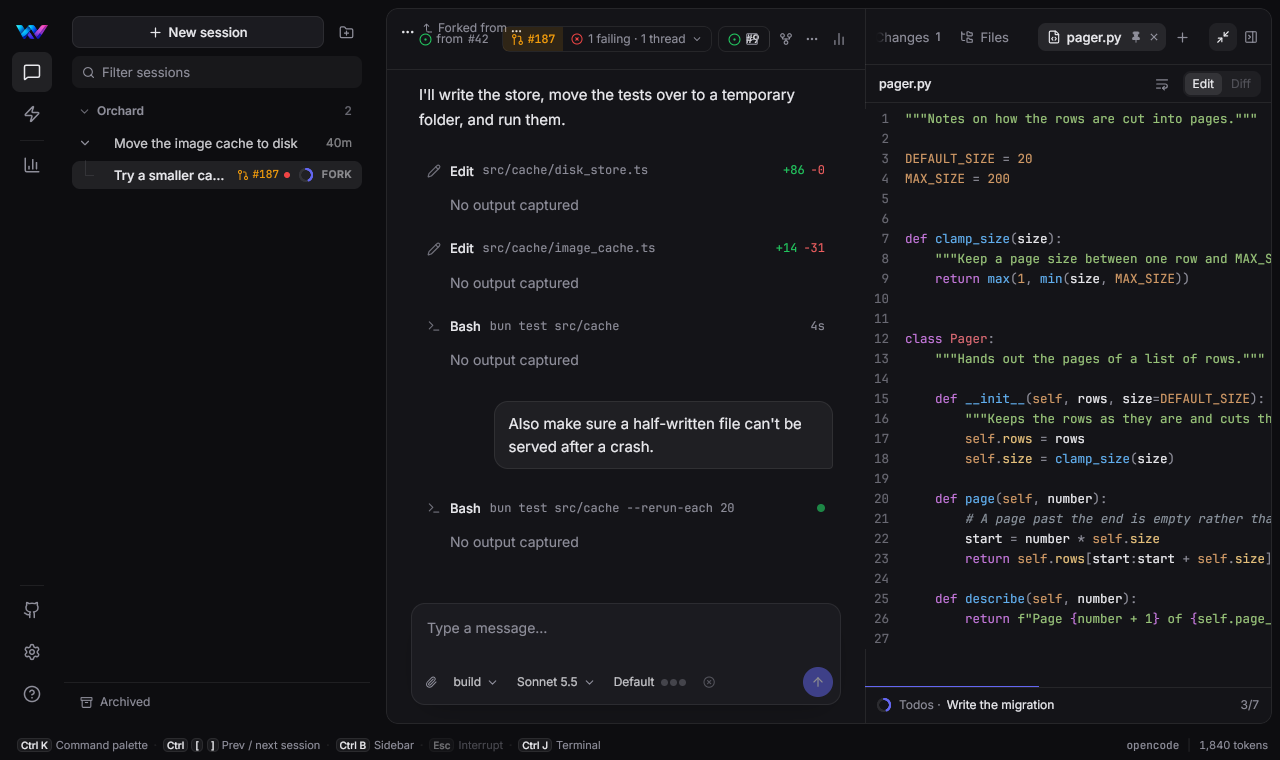 New session
Filter sessions
Orchard 2
Move the image cache to disk 40m
Try a smaller ca... #187 FORK
Archived
Forked from ...
from #42 #187 1 failing · 1 thread
I'll write the store, move the tests over to a temporary
folder, and run them.
Edit src/cache/disk_store.ts +86 -0
No output captured
Edit src/cache/image_cache.ts +14 -31
No output captured
Bash bun test src/cache 4s
No output captured
Also make sure a half-written file can't be
served after a crash.
Bash bun test src/cache --rerun-each 20
No output captured
Type a message...
build Sonnet 5.5 Default
Changes 1 Files pager.py
pager.py Edit Diff
1 """Notes on how the rows are cut into pages."""
2
3 DEFAULT_SIZE = 20
4 MAX_SIZE = 200
5
6
7 def clamp_size(size):
8 """Keep a page size between one row and MAX_S
9 return max(1, min(size, MAX_SIZE))
10
11
12 class Pager:
13 """Hands out the pages of a list of rows."""
14
15 def __init__(self, rows, size=DEFAULT_SIZE):
16 """Keeps the rows as they are and cuts th
17 self.rows = rows
18 self.size = clamp_size(size)
19
20 def page(self, number):
21 # A page past the end is empty rather tha
22 start = number * self.size
23 return self.rows[start:start + self.size]
24
25 def describe(self, number):
26 return f"Page {number + 1} of {self.page_
27
Todos · Write the migration 3/7
Ctrl K Command palette · Ctrl [ ] Prev / next session · Ctrl B Sidebar · Esc Interrupt · Ctrl J Terminal
opencode 1,840 tokens